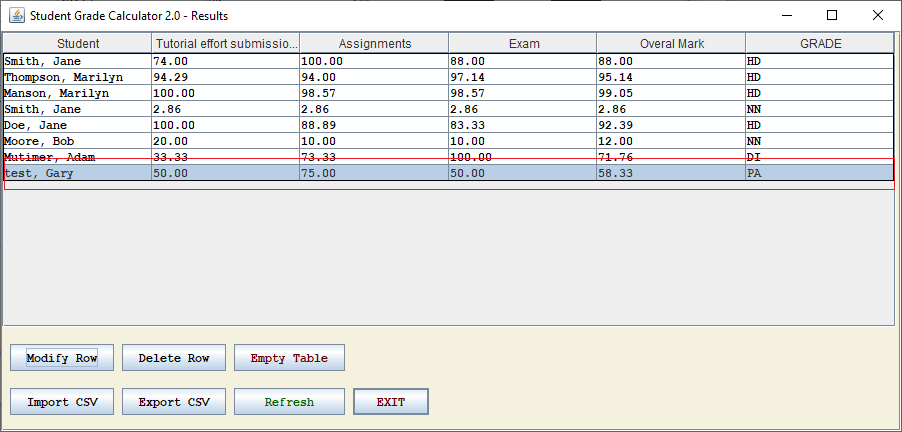 Student Grade Calculator 2.0 - Results
Student Tutorial effort submissio... Assignments Exam Overal Mark GRADE
Smith, Jane 74.00 100.00 88.00 88.00 HD
Thompson, Marilyn 94.29 94.00 97.14 95.14 HD
Manson, Marilyn 100.00 98.57 98.57 99.05 HD
Smith, Jane 2.86 2.86 2.86 2.86 NN
Doe, Jane 100.00 88.89 83.33 92.39 HD
Moore, Bob 20.00 10.00 10.00 12.00 NN
Mutimer, Adam 33.33 73.33 100.00 71.76 DI
test, Gary 50.00 75.00 50.00 58.33 PA
Modify Row Delete Row Empty Table
Import CSV Export CSV Refresh EXIT